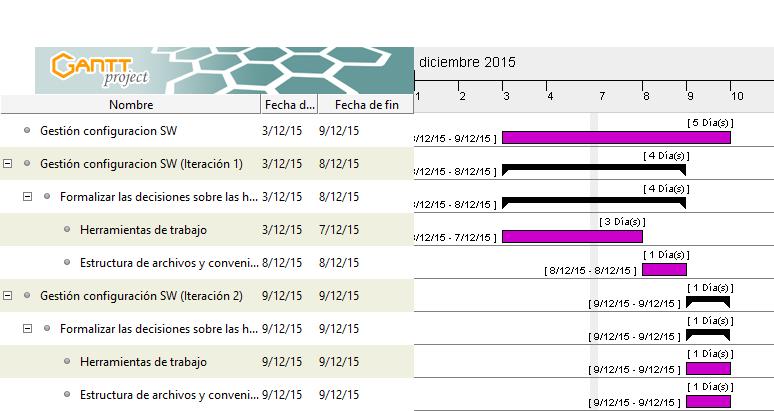 GANTT project
diciembre 2015
1 2 3 4 7 8 9 10
Nombre Fecha d... Fecha de fin
[ 5 Día(s) ]
Gestión configuracion SW 3/12/15 9/12/15 /12/15 - 9/12/15 ]
[ 4 Día(s) ]
Gestión configuracion SW (Iteración 1) 3/12/15 8/12/15 /12/15 - 8/12/15 ]
[ 4 Día(s) ]
Formalizar las decisiones sobre las h... 3/12/15 8/12/15 /12/15 - 8/12/15 ]
[ 3 Día(s) ]
Herramientas de trabajo 3/12/15 7/12/15 /12/15 - 7/12/15 ]
[ 1 Día(s) ]
Estructura de archivos y conveni... 8/12/15 8/12/15 [ 8/12/15 - 8/12/15 ]
[ 1 Día(s) ]
Gestión configuración SW (Iteración 2) 9/12/15 9/12/15 [ 9/12/15 - 9/12/15 ]
[ 1 Día(s) ]
Formalizar las decisiones sobre las h... 9/12/15 9/12/15 [ 9/12/15 - 9/12/15 ]
[ 1 Día(s) ]
Herramientas de trabajo 9/12/15 9/12/15 [ 9/12/15 - 9/12/15 ]
[ 1 Día(s) ]
Estructura de archivos y conveni... 9/12/15 9/12/15 [ 9/12/15 - 9/12/15 ]